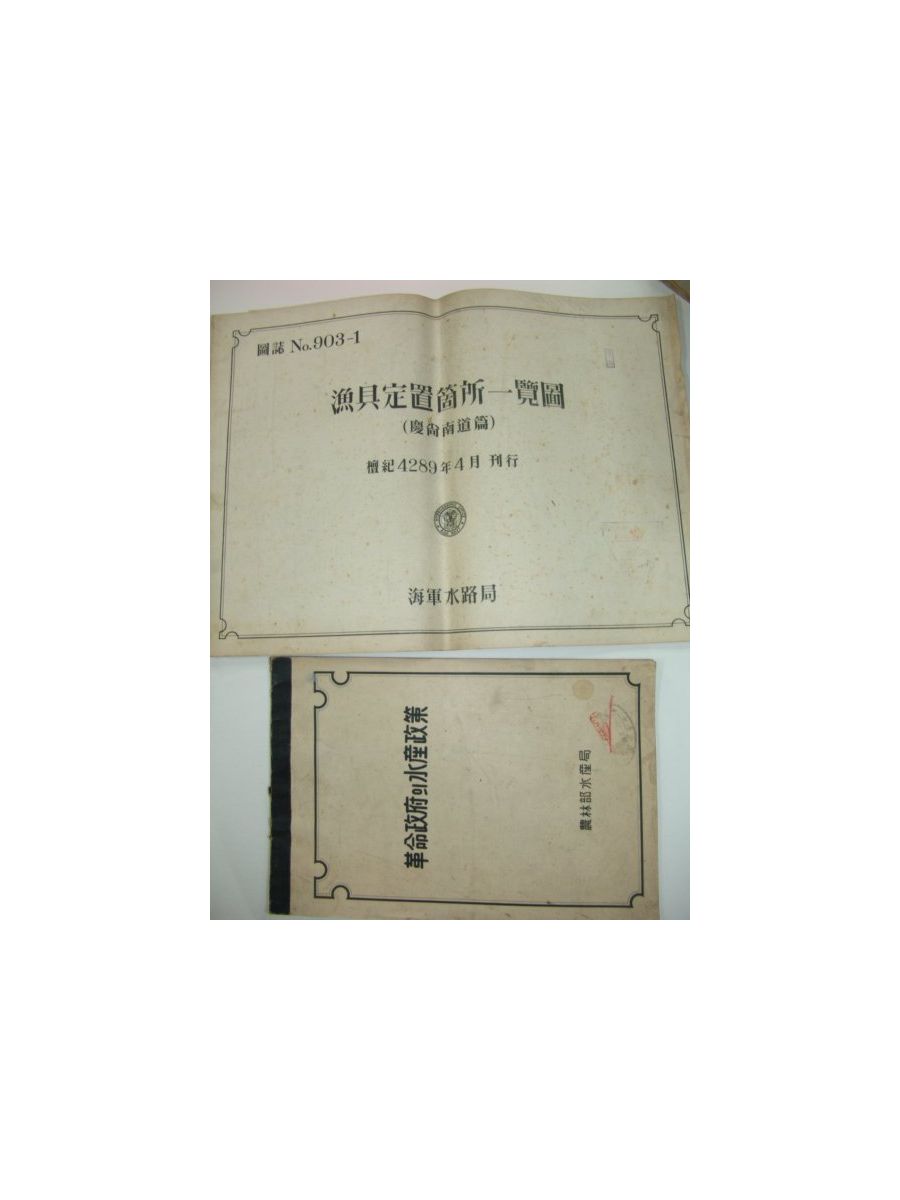 圖誌 No.903-1
漁具定置箇所一覽圖
(慶尙南道篇)
檀紀4289年4月 刊行
海軍水路局
革命政府의水産政策
農林部水産局